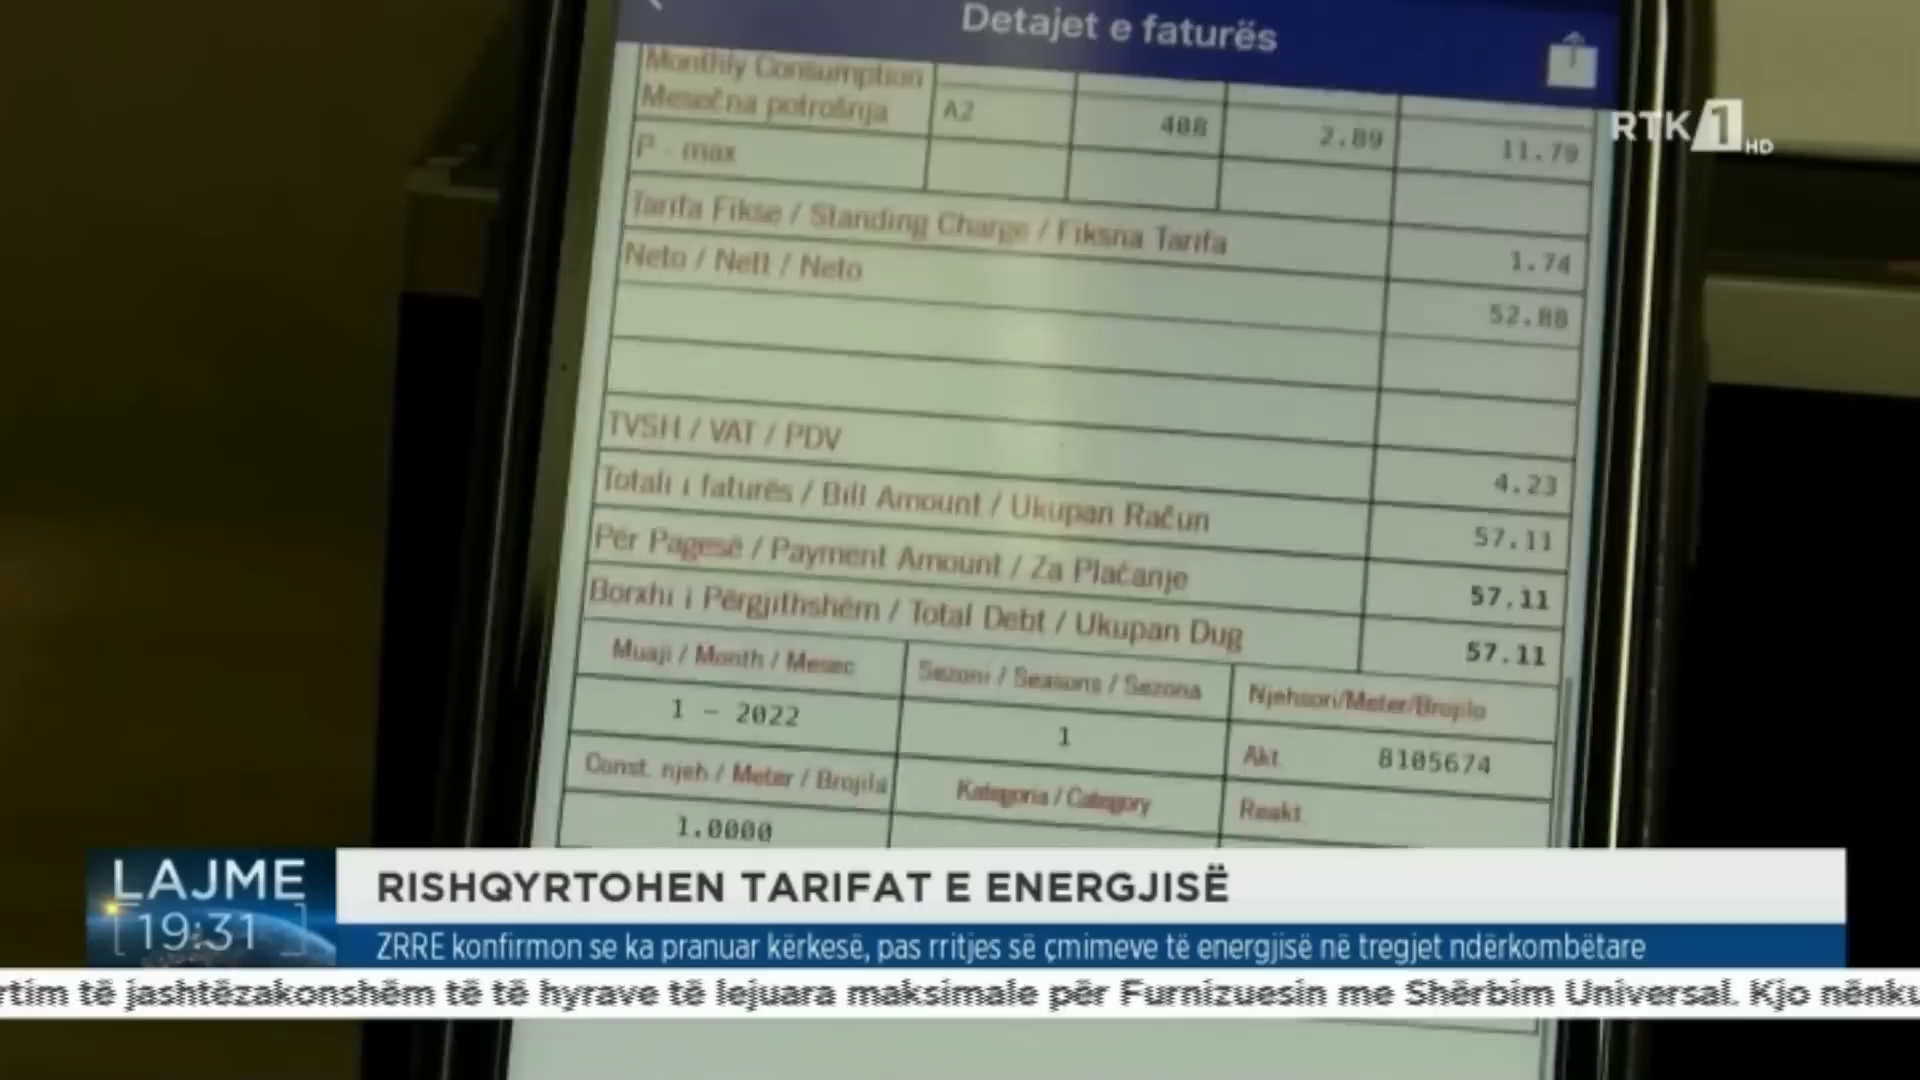 Detajet e faturës
RTK 1 HD
Monthly Consumption
Mesečna potrošnja
A2 408 2.89 11.79
P - max
Tarifa Fikse / Standing Charge / Fiksna Tarifa 1.74
Neto / Nett / Neto 52.88
TVSH / VAT / PDV 4.23
Totali i faturës / Bill Amount / Ukupan Račun 57.11
Për Pagesë / Payment Amount / Za Plaćanje 57.11
Borxhi i Përgjithshëm / Total Debt / Ukupan Dug 57.11
Muaji / Month / Mesec Sezoni / Seasons / Sezona Njehsori/Meter/Brojilo
1 - 2022 1 Akt. 8105674
Const. njeh / Meter / Brojila Kategoria / Category Reakt.
1.0000
LAJME
19:31
RISHQYRTOHEN TARIFAT E ENERGJISË
ZRRE konfirmon se ka pranuar kërkesë, pas rritjes së çmimeve të energjisë në tregjet ndërkombëtare
rtim të jashtëzakonshëm të të hyrave të lejuara maksimale për Furnizuesin me Shërbim Universal. Kjo nënku